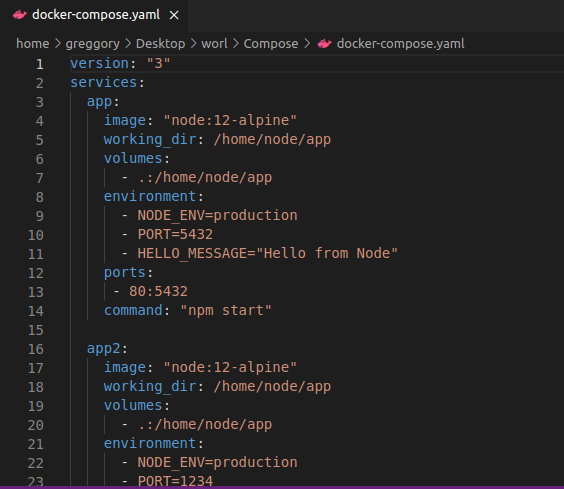 docker-compose.yaml ×
home > greggory > Desktop > worl > Compose > docker-compose.yaml
1 version: "3"
2 services:
3   app:
4     image: "node:12-alpine"
5     working_dir: /home/node/app
6     volumes:
7       - .:/home/node/app
8     environment:
9       - NODE_ENV=production
10       - PORT=5432
11       - HELLO_MESSAGE="Hello from Node"
12     ports:
13      - 80:5432
14     command: "npm start"
15
16   app2:
17     image: "node:12-alpine"
18     working_dir: /home/node/app
19     volumes:
20       - .:/home/node/app
21     environment:
22       - NODE_ENV=production
23       - PORT=1234